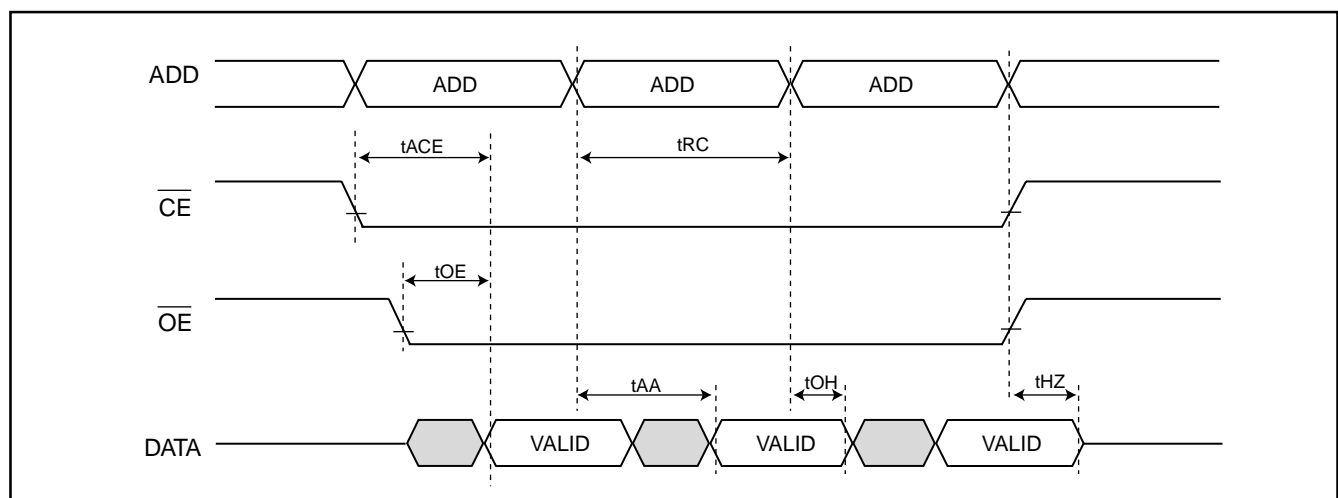 ADD
ADD ADD ADD
tACE tRC
CE
tOE
OE
tAA tOH tHZ
DATA
VALID VALID VALID